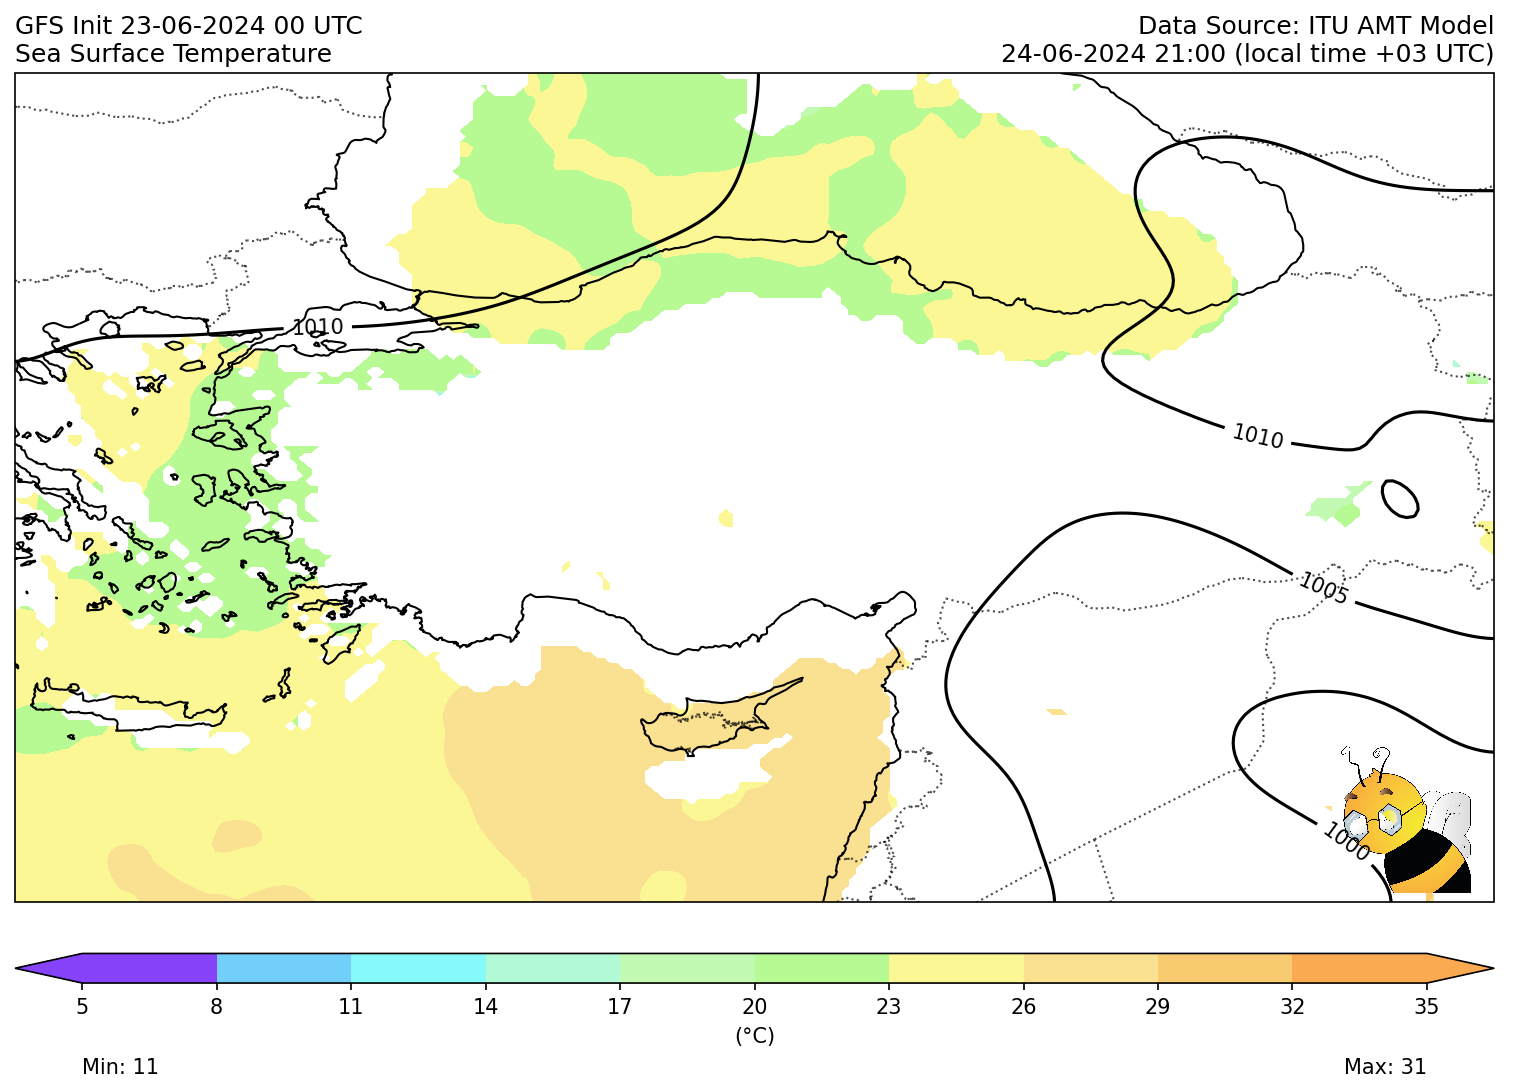 GFS Init 23-06-2024 00 UTC
Data Source: ITU AMT Model
Sea Surface Temperature
24-06-2024 21:00 (local time +03 UTC)
1010
1010
1005
1000
5 8 11 14 17 20 23 26 29 32 35
(°C)
Min: 11
Max: 31